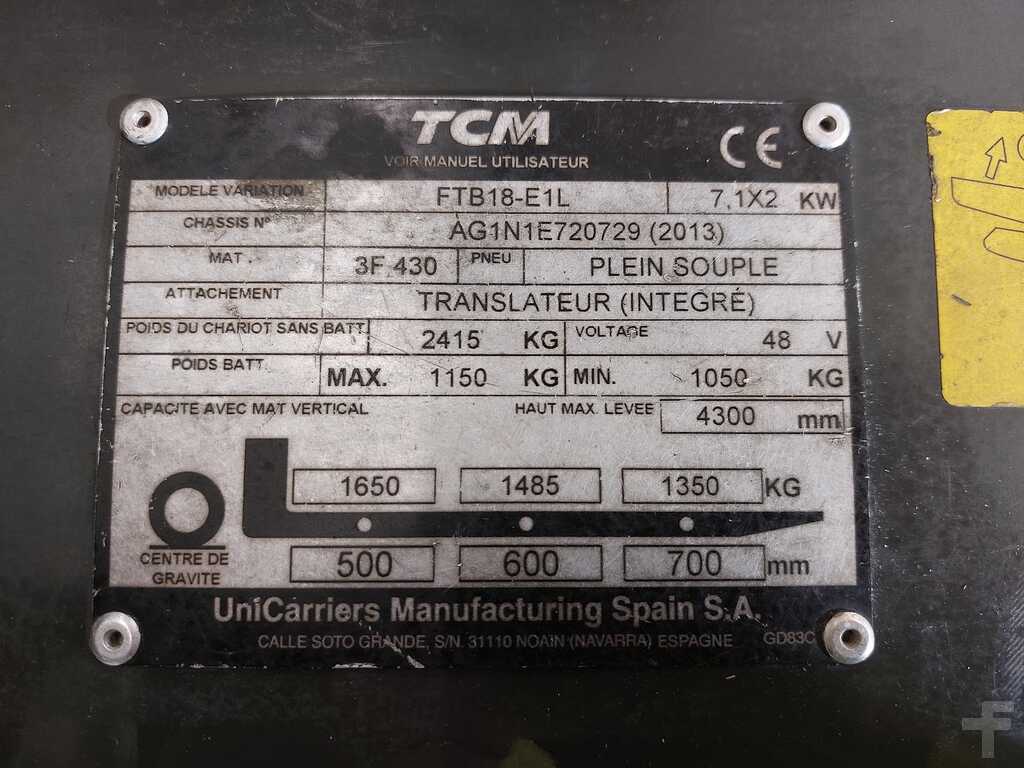 TCM
CE
VOIR MANUEL UTILISATEUR
MODELE VARIATION FTB18-E1L 7,1X2 KW
CHASSIS Nº AG1N1E720729 (2013)
MAT. 3F 430 PNEU PLEIN SOUPLE
ATTACHEMENT TRANSLATEUR (INTEGRÉ)
POIDS DU CHARIOT SANS BATT. 2415 KG VOLTAGE 48 V
POIDS BATT. MAX. 1150 KG MIN. 1050 KG
CAPACITE AVEC MAT VERTICAL HAUT MAX. LEVEE 4300 mm
1650 1485 1350 KG
CENTRE DE GRAVITE 500 600 700 mm
UniCarriers Manufacturing Spain S.A.
CALLE SOTO GRANDE, S/N. 31110 NOAIN (NAVARRA) ESPAGNE GD83C